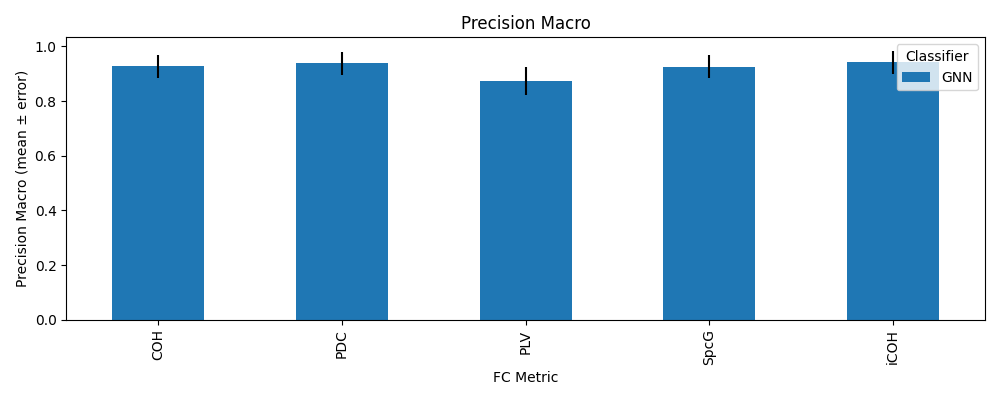 Precision Macro
Precision Macro (mean ± error)
1.0
0.8
0.6
0.4
0.2
0.0
Classifier
GNN
COH
PDC
PLV
SpcG
iCOH
FC Metric